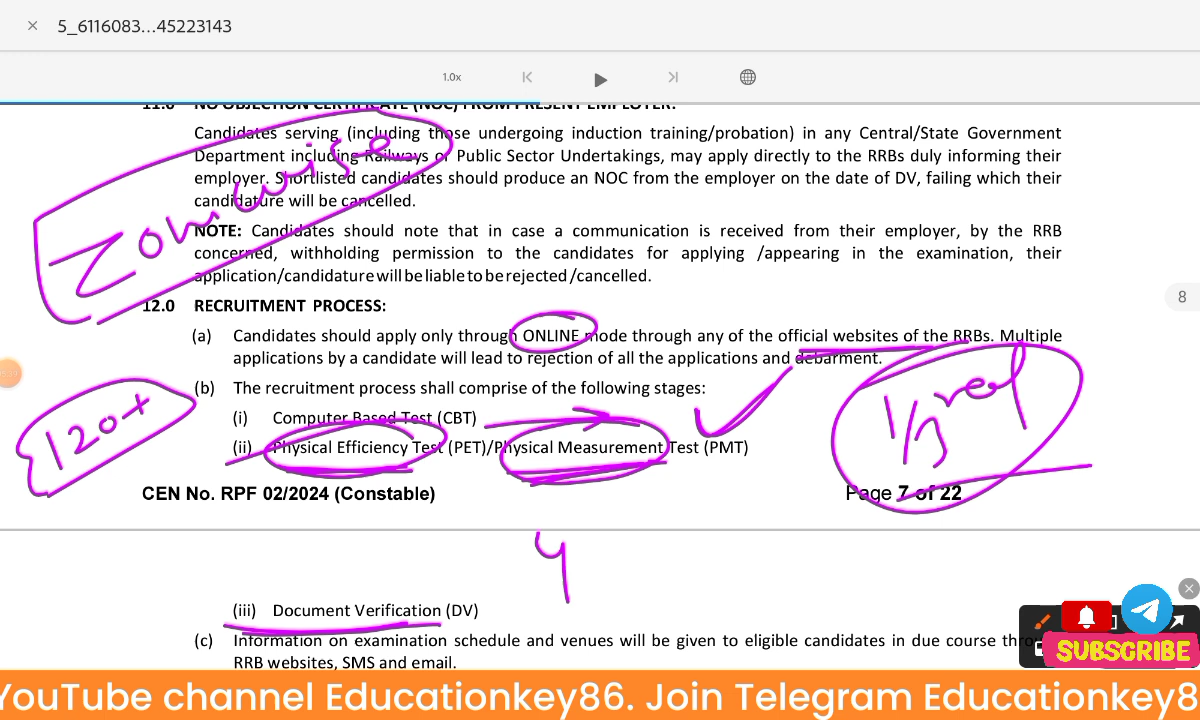 5_6116083...45223143
1.0x
11.0 NO OBJECTION CERTIFICATE (NOC) FROM PRESENT EMPLOYER:
Candidates serving (including those undergoing induction training/probation) in any Central/State Government
Department including Railways or Public Sector Undertakings, may apply directly to the RRBs duly informing their
employer. Shortlisted candidates should produce an NOC from the employer on the date of DV, failing which their
candidature will be cancelled.
Zonewise
NOTE: Candidates should note that in case a communication is received from their employer, by the RRB
concerned, withholding permission to the candidates for applying /appearing in the examination, their
application/candidature will be liable to be rejected /cancelled.
8
12.0 RECRUITMENT PROCESS:
(a) Candidates should apply only through ONLINE mode through any of the official websites of the RRBs. Multiple
applications by a candidate will lead to rejection of all the applications and debarment.
(b) The recruitment process shall comprise of the following stages:
(i) Computer Based Test (CBT)
120+
1/3
(ii) Physical Efficiency Test (PET)/Physical Measurement Test (PMT)
CEN No. RPF 02/2024 (Constable) Page 7 of 22
4
(iii) Document Verification (DV)
(c) Information on examination schedule and venues will be given to eligible candidates in due course thro
RRB websites, SMS and email.
SUBSCRIBE
YouTube channel Educationkey86. Join Telegram Educationkey8